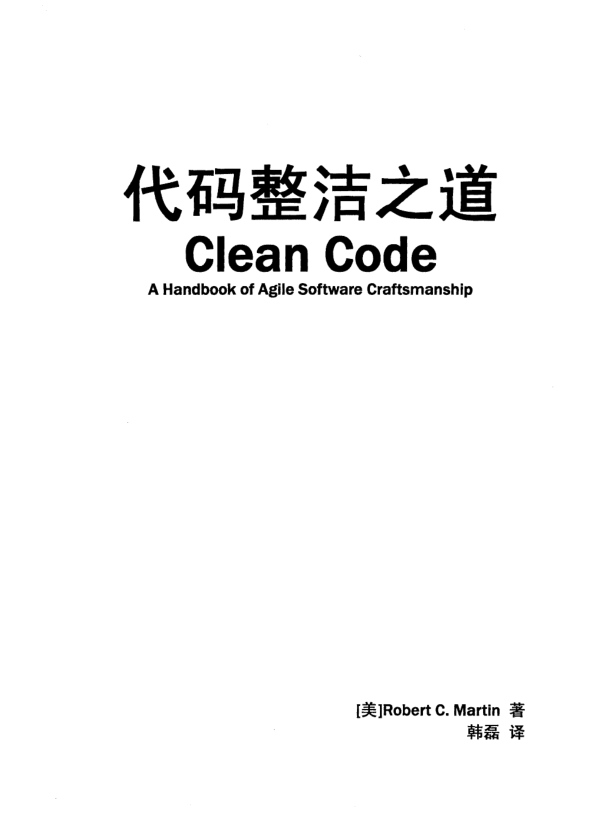 代码整洁之道
Clean Code
A Handbook of Agile Software Craftsmanship
[美]Robert C. Martin 著
韩磊 译